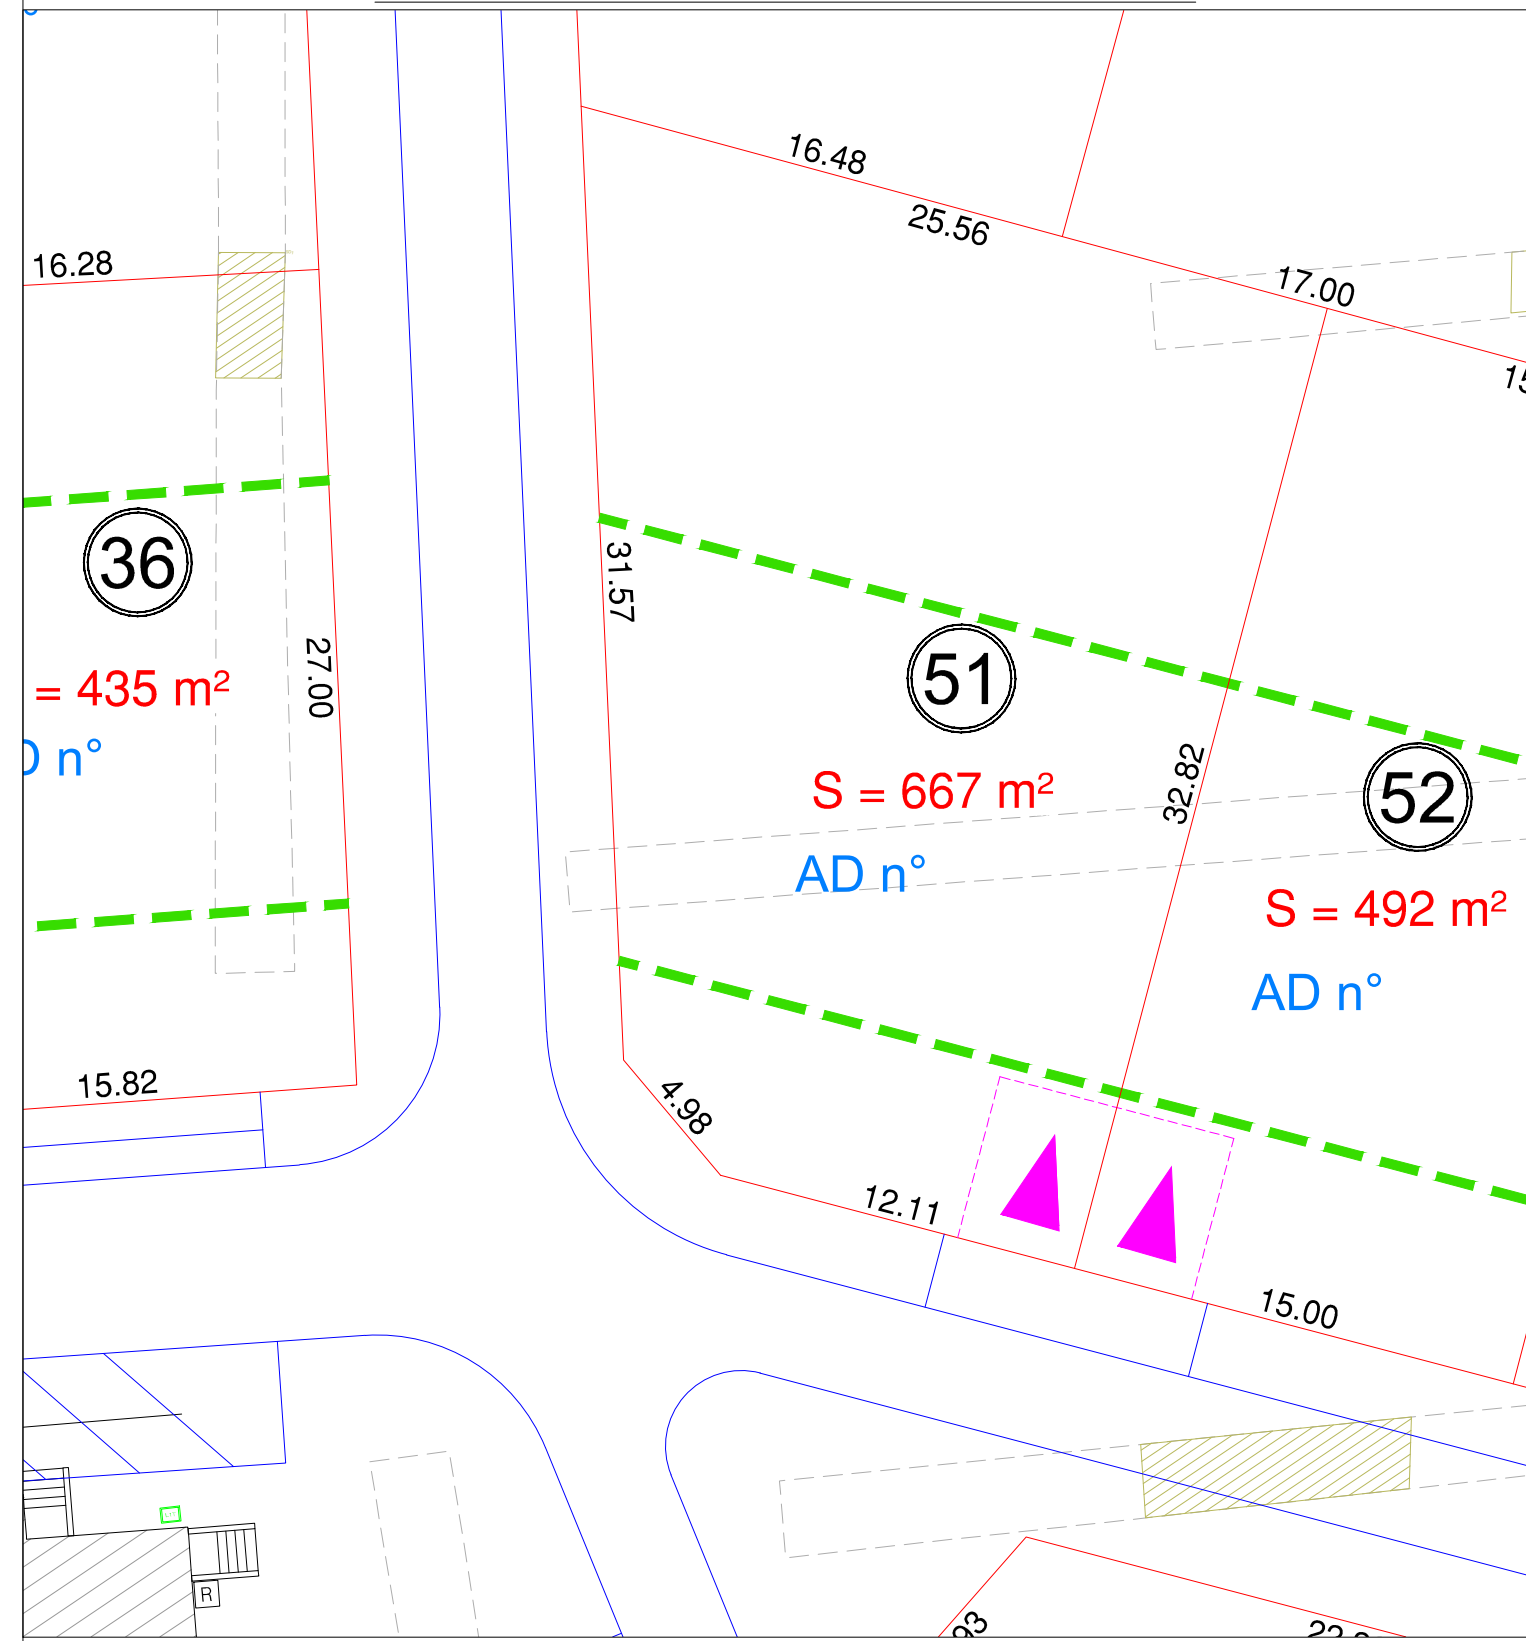 16.48
25.56
16.28
17.00
36
31.57
51
27.00
= 435 m²
n°
32.82
S = 667 m²
52
AD n°
S = 492 m²
AD n°
15.82
4.98
12.11
15.00
R